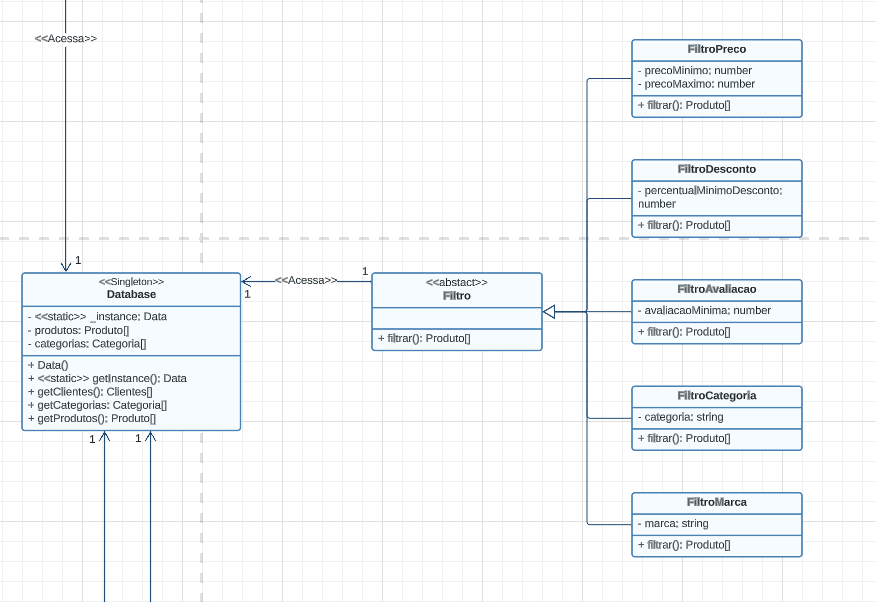 <<Acessa>>
1
<<Singleton>>
Database
- <<static>> _instance: Data
- produtos: Produto[]
- categorias: Categoria[]
+ Data()
+ <<static>> getInstance(): Data
+ getClientes(): Clientes[]
+ getCategorias: Categoria[]
+ getProdutos(): Produto[]
1
1
1
<<Acessa>>
1
<<abstact>>
Filtro
+ filtrar(): Produto[]
FiltroPreco
- precoMinimo: number
- precoMaximo: number
+ filtrar(): Produto[]
FiltroDesconto
- percentualMinimoDesconto:
number
+ filtrar(): Produto[]
FiltroAvaliacao
- avaliacaoMinima: number
+ filtrar(): Produto[]
FiltroCategoria
- categoria: string
+ filtrar(): Produto[]
FiltroMarca
- marca: string
+ filtrar(): Produto[]